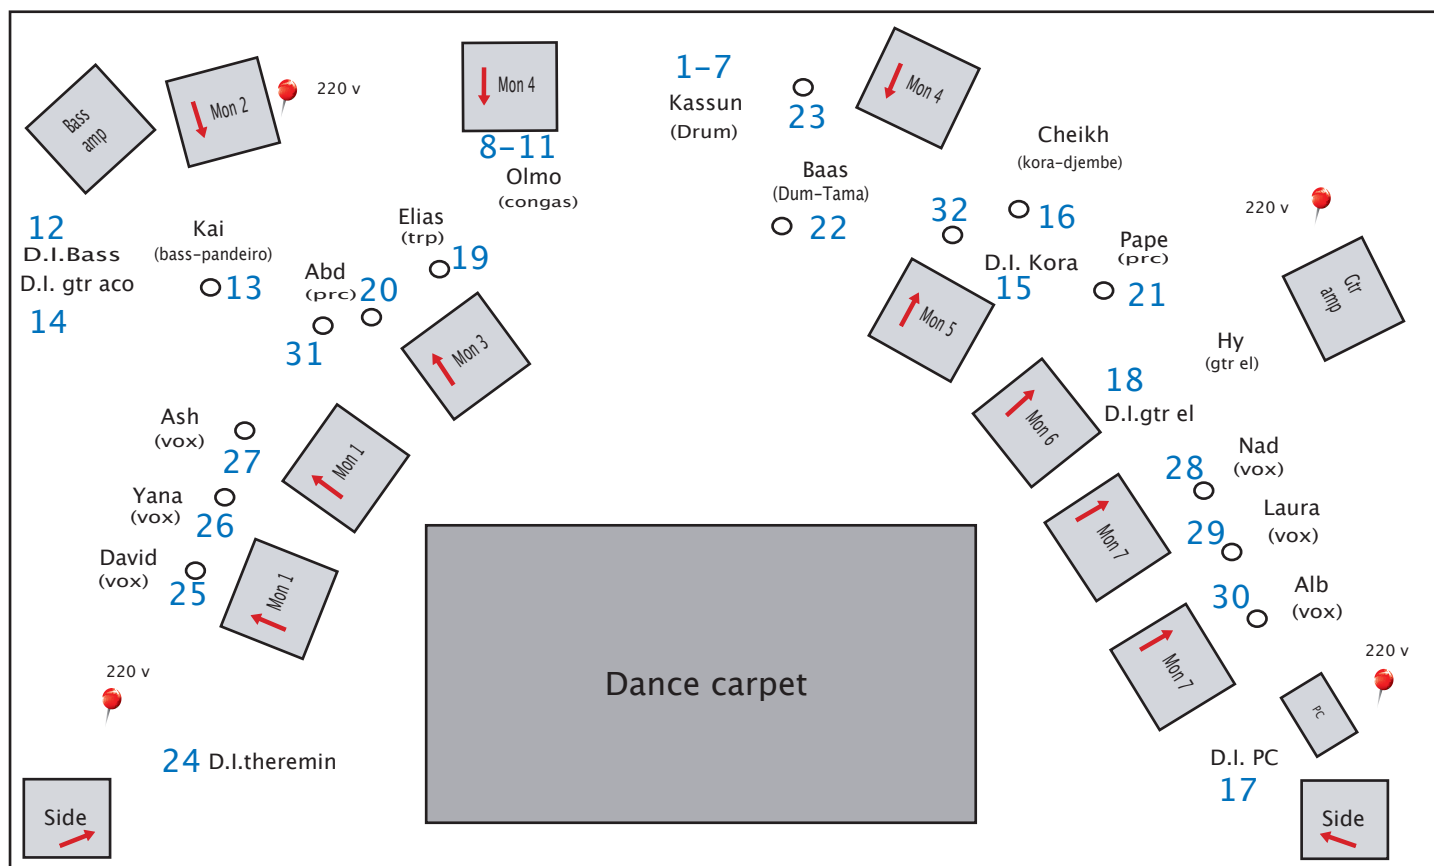 Bass
amp
Mon 2
220 v
Mon 4
8-11
Olmo
(congas)
1-7
Kassun
(Drum)
23
Mon 4
Cheikh
(kora-djembe)
Baas
(Dum-Tama)
22
32
16
220 v
12
D.I.Bass
D.I. gtr aco
14
Kai
(bass-pandeiro)
13
Elias
(trp)
19
Abd
(prc)
20
31
Mon 3
D.I. Kora
15
Pape
(prc)
21
Gtr
amp
Mon 5
Hy
(gtr el)
18
D.I.gtr el
Mon 6
Ash
(vox)
27
Mon 1
Yana
(vox)
26
David
(vox)
25
Mon 1
Nad
(vox)
28
Laura
(vox)
29
Mon 7
Alb
(vox)
30
Mon 7
220 v
220 v
Dance carpet
PC
24 D.I.theremin
D.I. PC
17
Side
Side